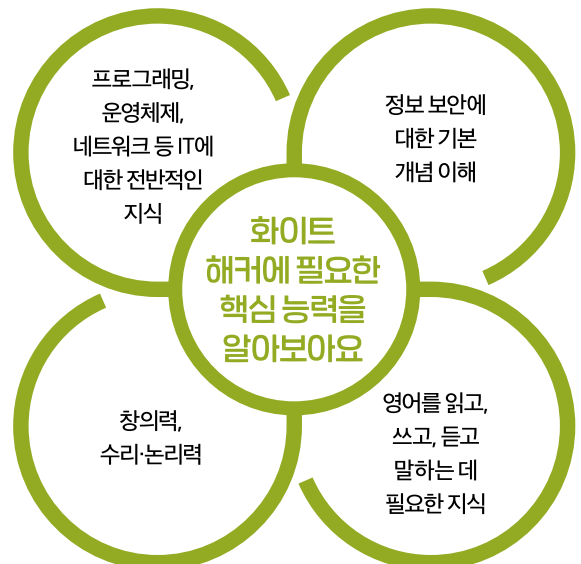 프로그래밍,
운영체제,
네트워크 등 IT에
대한 전반적인
지식
정보 보안에
대한 기본
개념 이해
화이트
해커에 필요한
핵심 능력을
알아보아요
창의력,
수리·논리력
영어를 읽고,
쓰고, 듣고
말하는 데
필요한 지식